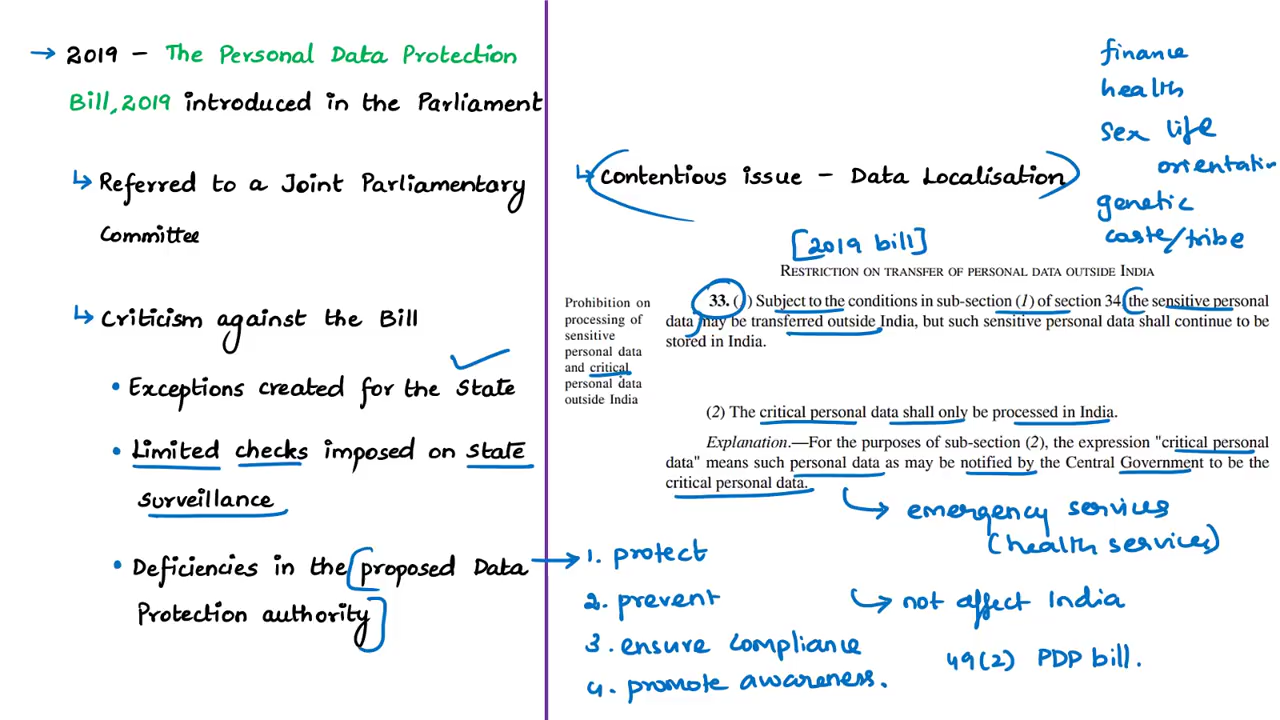 → 2019 - The Personal Data Protection
Bill, 2019 introduced in the Parliament
↳ Referred to a Joint Parliamentary
Committee
↳ Criticism against the Bill
• Exceptions created for the State
• Limited checks imposed on State
surveillance
• Deficiencies in the [proposed Data
Protection authority]
finance
health
sex life
orientatin
genetic
caste/tribe
↳ Contentious issue - Data Localisation
[2019 bill]
RESTRICTION ON TRANSFER OF PERSONAL DATA OUTSIDE INDIA
Prohibition on
processing of
sensitive
personal data
and critical
personal data
outside India
33. (1) Subject to the conditions in sub-section (1) of section 34, the sensitive personal
data may be transferred outside India, but such sensitive personal data shall continue to be
stored in India.
(2) The critical personal data shall only be processed in India.
Explanation.—For the purposes of sub-section (2), the expression "critical personal
data" means such personal data as may be notified by the Central Government to be the
critical personal data.
↳ emergency services
(health services)
↳ not affect India
49(2) PDP bill.
→ 1. protect
2. prevent
3. ensure compliance
4. promote awareness.